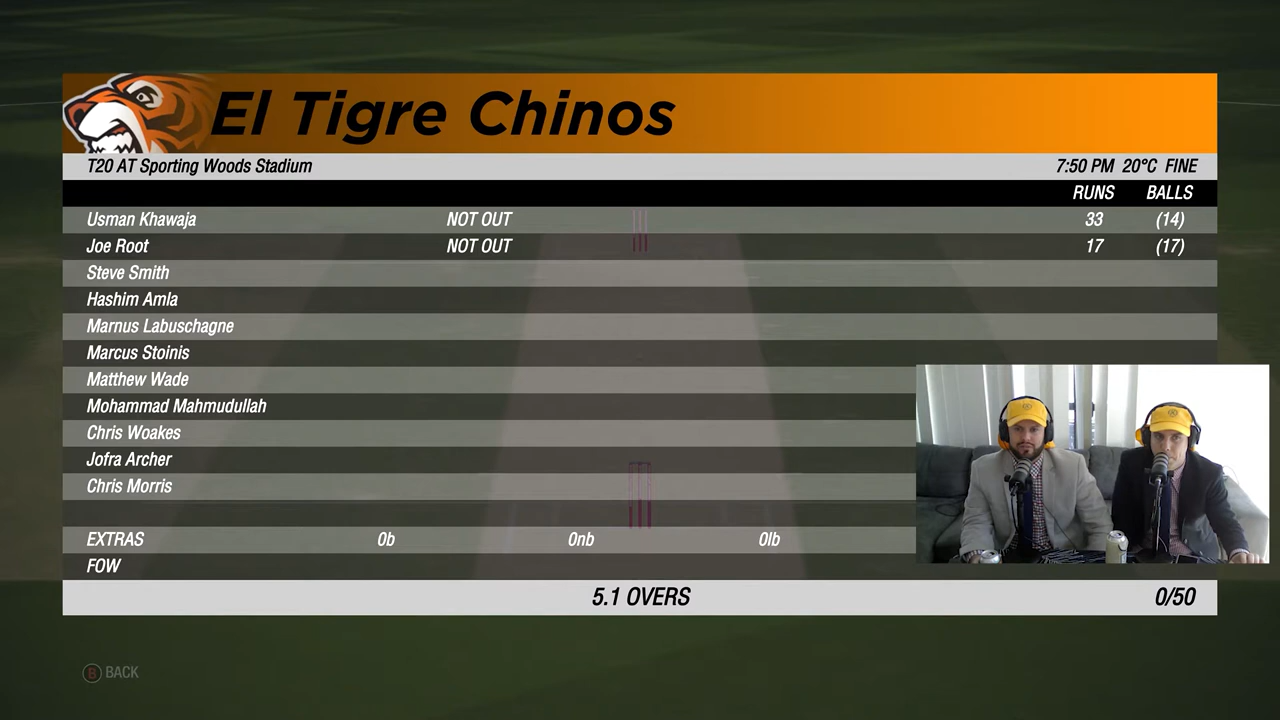 El Tigre Chinos
T20 AT Sporting Woods Stadium 7:50 PM 20°C FINE
RUNS BALLS
Usman Khawaja NOT OUT 33 (14)
Joe Root NOT OUT 17 (17)
Steve Smith
Hashim Amla
Marnus Labuschagne
Marcus Stoinis
Matthew Wade
Mohammad Mahmudullah
Chris Woakes
Jofra Archer
Chris Morris
EXTRAS 0b 0nb 0lb
FOW
5.1 OVERS 0/50
B BACK